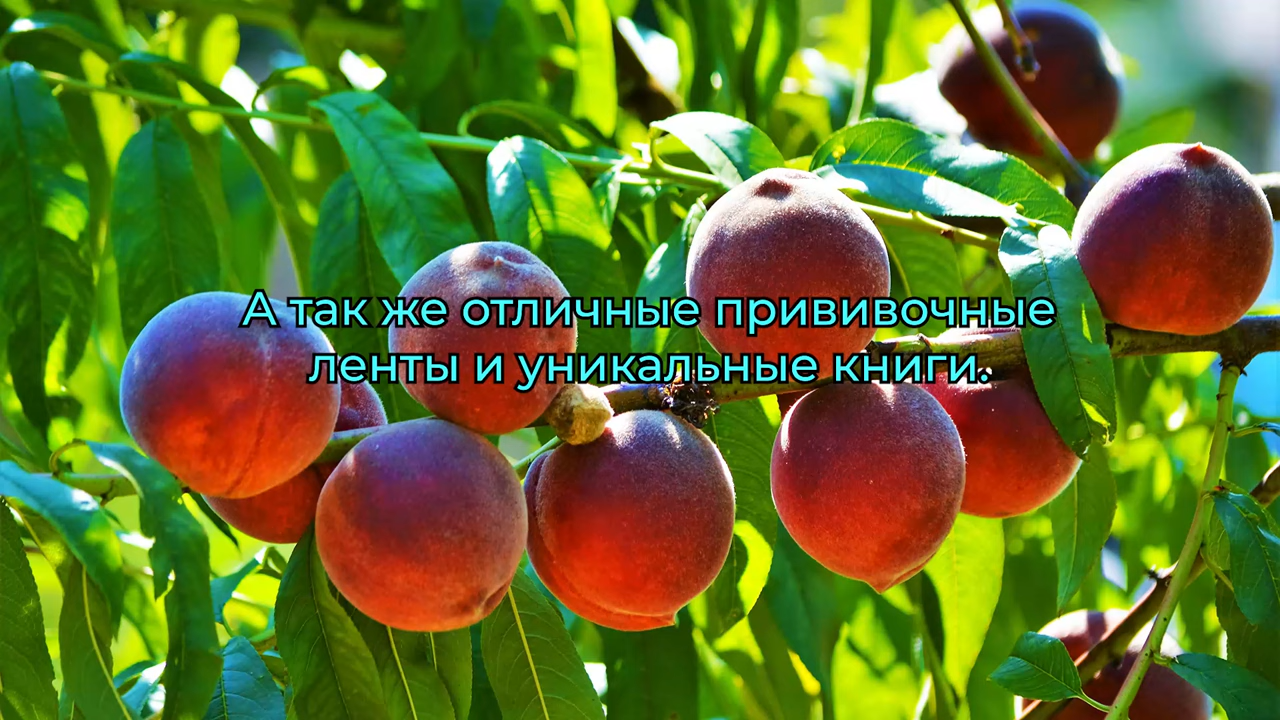 А так же отличные прививочные
ленты и уникальные книги.